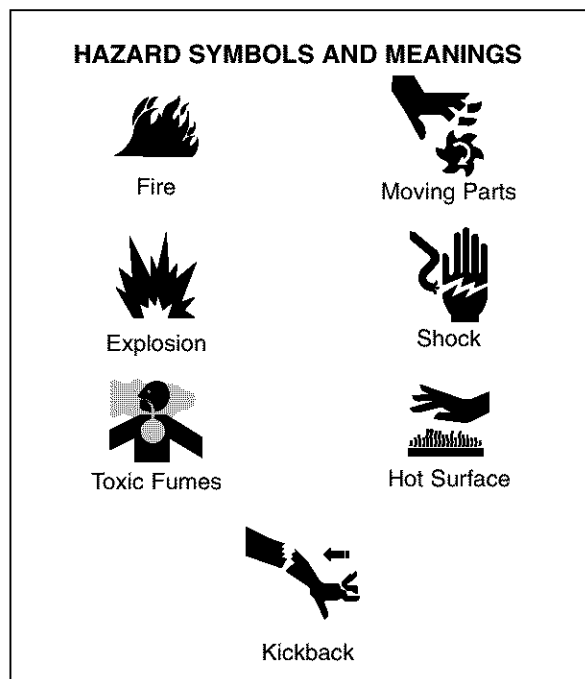 HAZARD SYMBOLS AND MEANINGS
Fire
Moving Parts
Explosion
Shock
Toxic Fumes
Hot Surface
Kickback